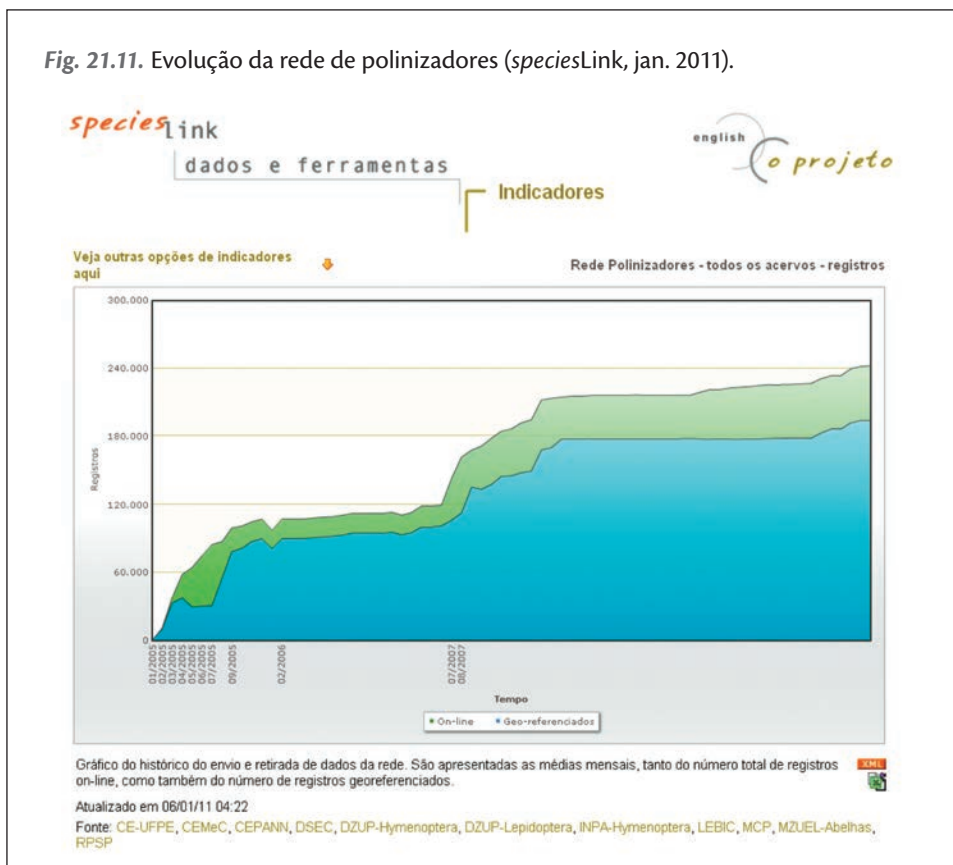 Fig. 21.11. Evolução da rede de polinizadores (speciesLink, jan. 2011).
species link
dados e ferramentas
english
o projeto
Indicadores
Veja outras opções de indicadores
aqui
Rede Polinizadores - todos os acervos - registros
300.000
240.000
180.000
120.000
60.000
0
Registros
01/2005
02/2005
03/2005
04/2005
05/2005
06/2005
07/2005
09/2005
02/2006
07/2007
08/2007
Tempo
On-line Geo-referenciados
Gráfico do histórico do envio e retirada de dados da rede. São apresentadas as médias mensais, tanto do número total de registros
on-line, como também do número de registros georeferenciados.
XML
Atualizado em 06/01/11 04:22
Fonte: CE-UFPE, CEMeC, CEPANN, DSEC, DZUP-Hymenoptera, DZUP-Lepidoptera, INPA-Hymenoptera, LEBIC, MCP, MZUEL-Abelhas,
RPSP